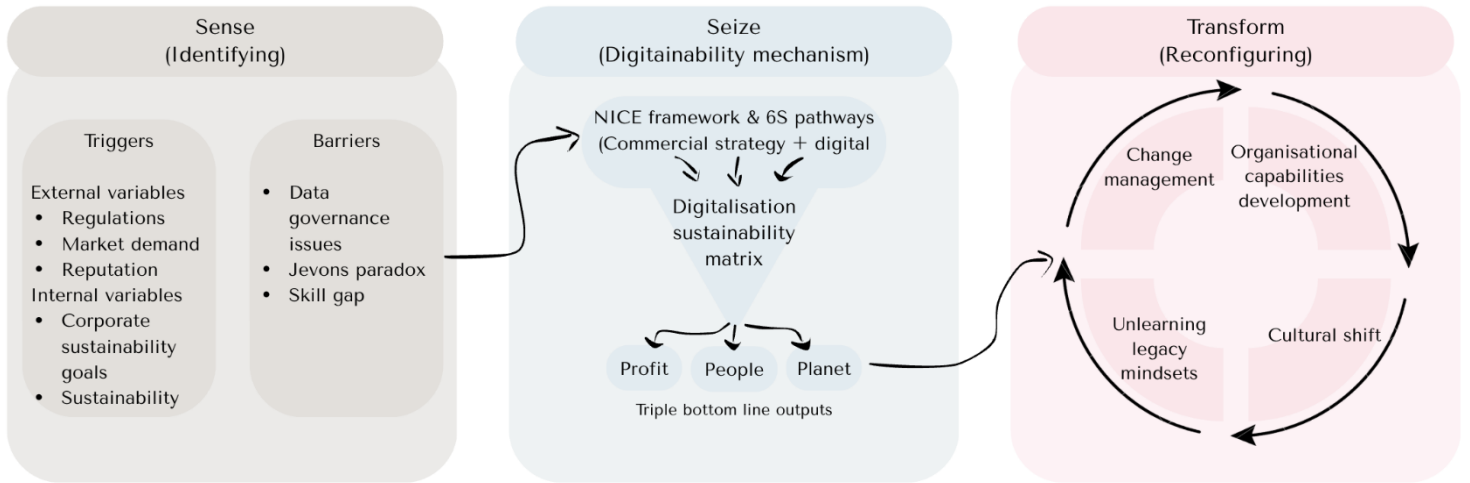 Sense
(Identifying)
Triggers
External variables
• Regulations
• Market demand
• Reputation
Internal variables
• Corporate
sustainability
goals
• Sustainability
Barriers
• Data
governance
issues
• Jevons paradox
• Skill gap
Seize
(Digitainability mechanism)
NICE framework & 6S pathways
(Commercial strategy + digital
Digitalisation
sustainability
matrix
Profit
People
Planet
Triple bottom line outputs
Transform
(Reconfiguring)
Change
management
Organisational
capabilities
development
Unlearning
legacy
mindsets
Cultural shift